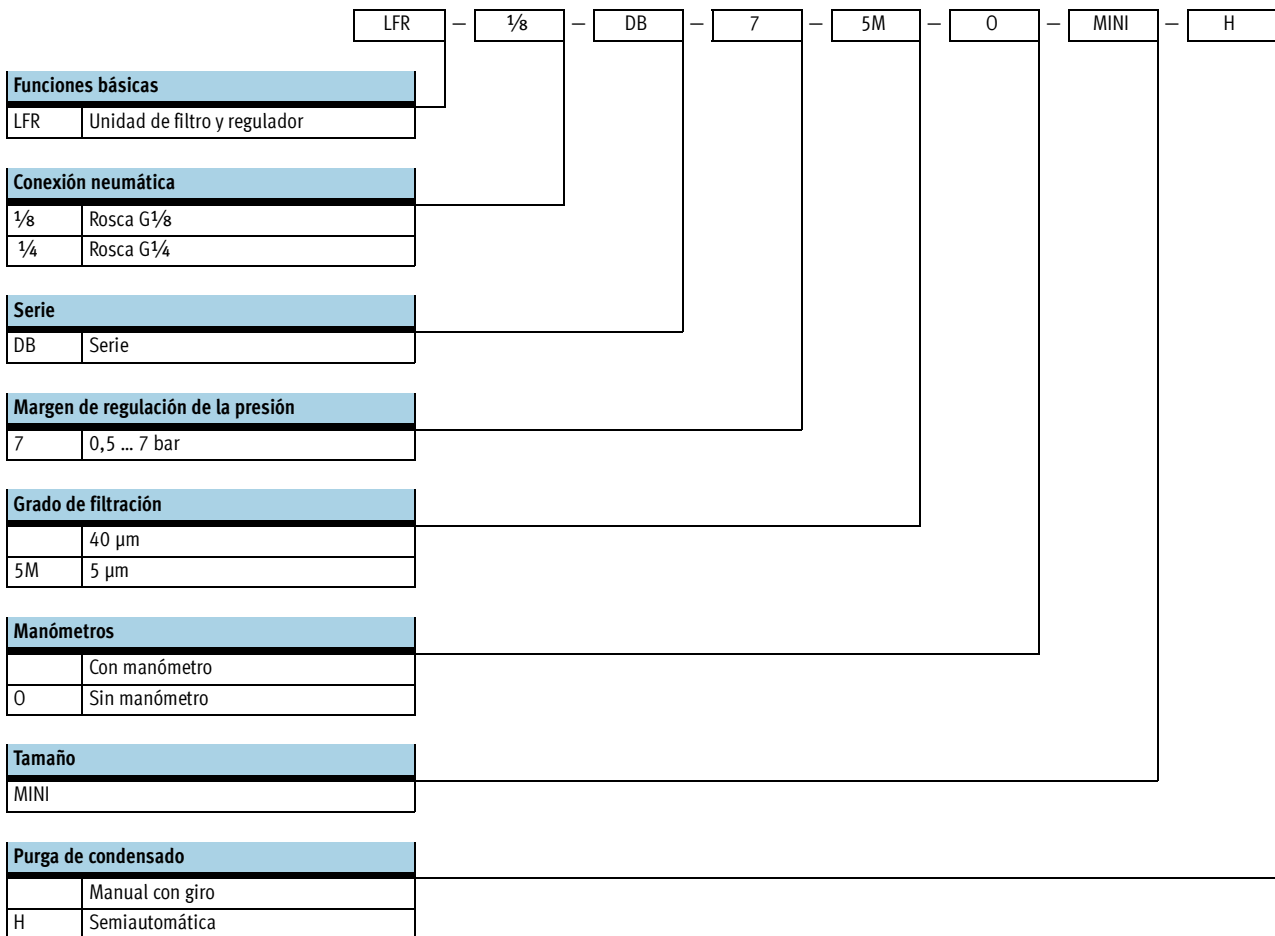 LFR – ⅛ – DB – 7 – 5M – O – MINI – H
Funciones básicas
LFR Unidad de filtro y regulador
Conexión neumática
⅛ Rosca G⅛
¼ Rosca G¼
Serie
DB Serie
Margen de regulación de la presión
7 0,5 … 7 bar
Grado de filtración
40 μm
5M 5 μm
Manómetros
Con manómetro
O Sin manómetro
Tamaño
MINI
Purga de condensado
Manual con giro
H Semiautomática